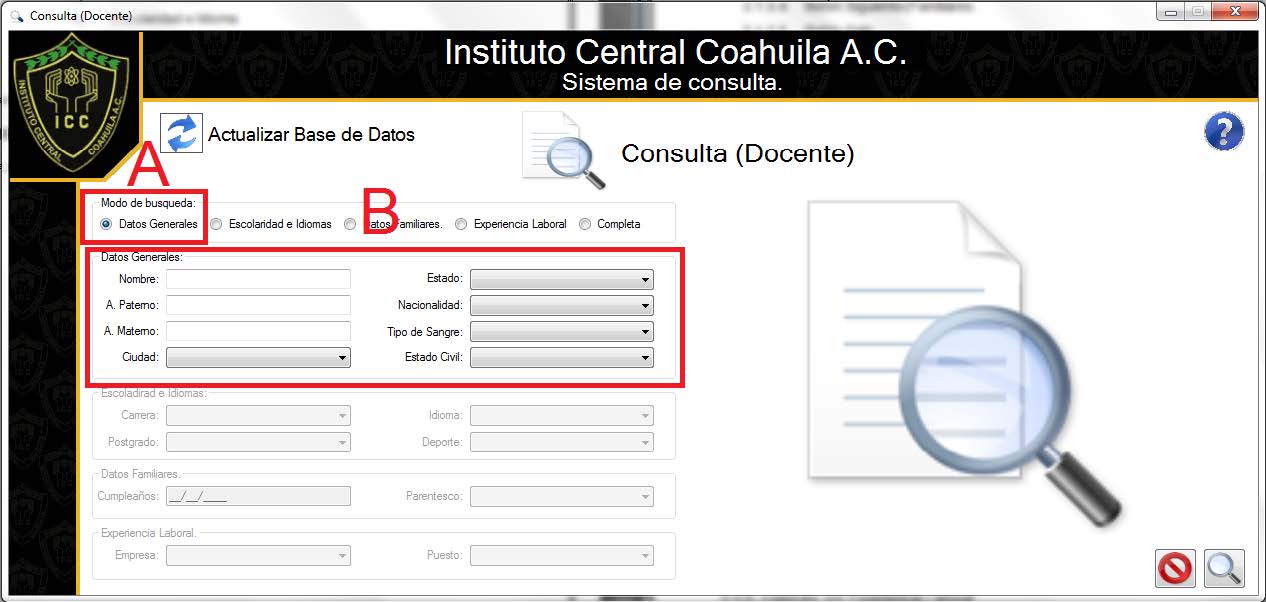 Consulta (Docente)
Instituto Central Coahuila A.C.
Sistema de consulta.
INSTITUTO CENTRAL COAHUILA A.C.
ICC
Actualizar Base de Datos
Consulta (Docente)
?
A
B
Modo de busqueda:
Datos Generales Escolaridad e Idiomas Datos Familiares. Experiencia Laboral Completa
Datos Generales:
Nombre: Estado:
A. Paterno: Nacionalidad:
A. Materno: Tipo de Sangre:
Ciudad: Estado Civil:
Escoladirad e Idiomas:
Carrera: Idioma:
Postgrado: Deporte:
Datos Familiares.
Cumpleaños: __/__/____ Parentesco:
Experiencia Laboral.
Empresa: Puesto: